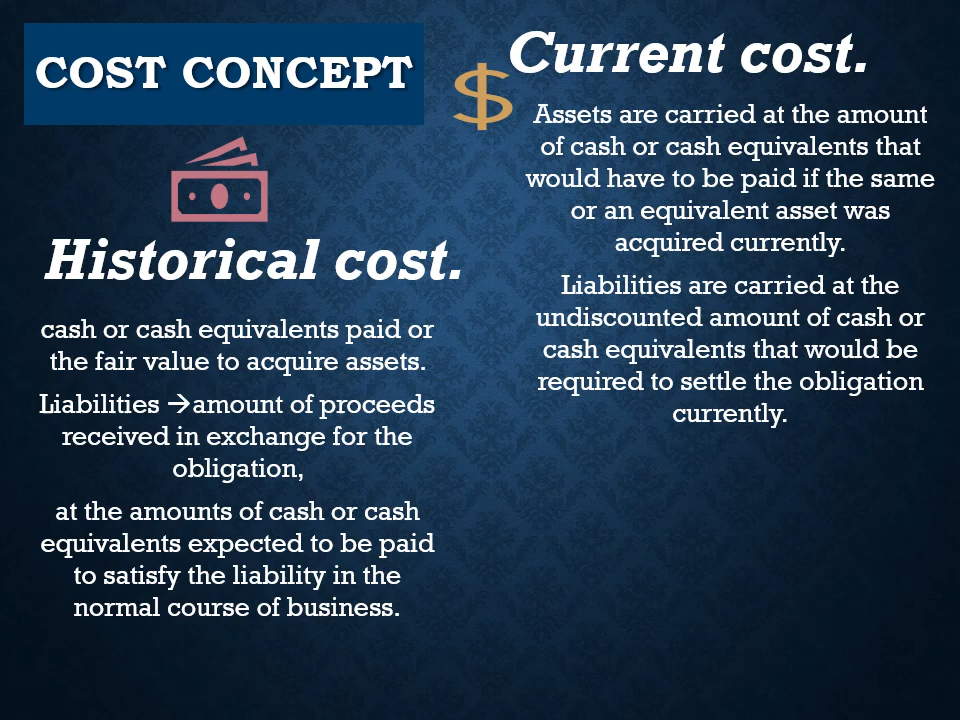 COST CONCEPT
Historical cost.
cash or cash equivalents paid or
the fair value to acquire assets.
Liabilities →amount of proceeds
received in exchange for the
obligation,
at the amounts of cash or cash
equivalents expected to be paid
to satisfy the liability in the
normal course of business.
$
Current cost.
Assets are carried at the amount
of cash or cash equivalents that
would have to be paid if the same
or an equivalent asset was
acquired currently.
Liabilities are carried at the
undiscounted amount of cash or
cash equivalents that would be
required to settle the obligation
currently.